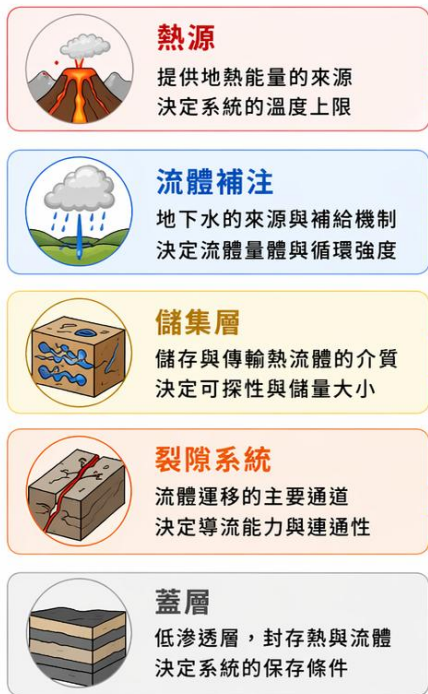 熱源
提供地熱能量的來源
決定系統的溫度上限
流體補注
地下水的來源與補給機制
決定流體量體與循環強度
儲集層
儲存與傳輸熱流體的介質
決定可探性與儲量大小
裂隙系統
流體運移的主要通道
決定導流能力與連通性
蓋層
低滲透層，封存熱與流體
決定系統的保存條件